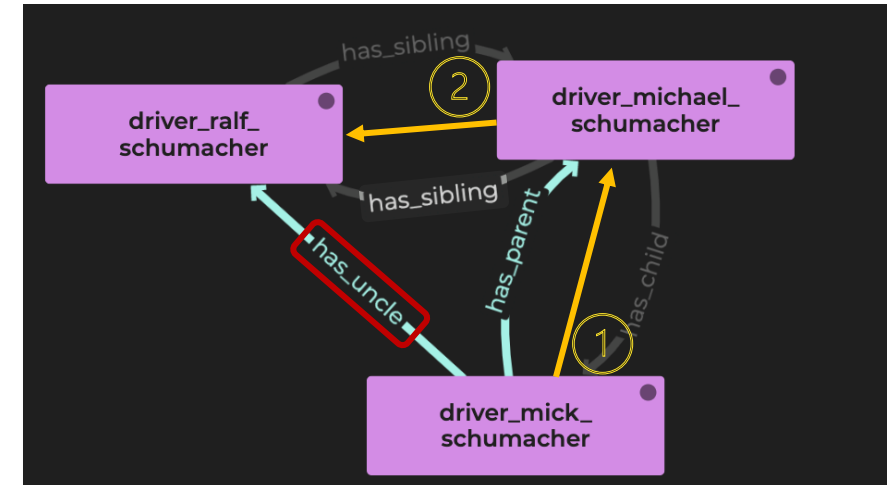 has_sibling
2
driver_michael_
schumacher
driver_ralf_
schumacher
has_sibling
has_parent
has_child
has_uncle
1
driver_mick_
schumacher